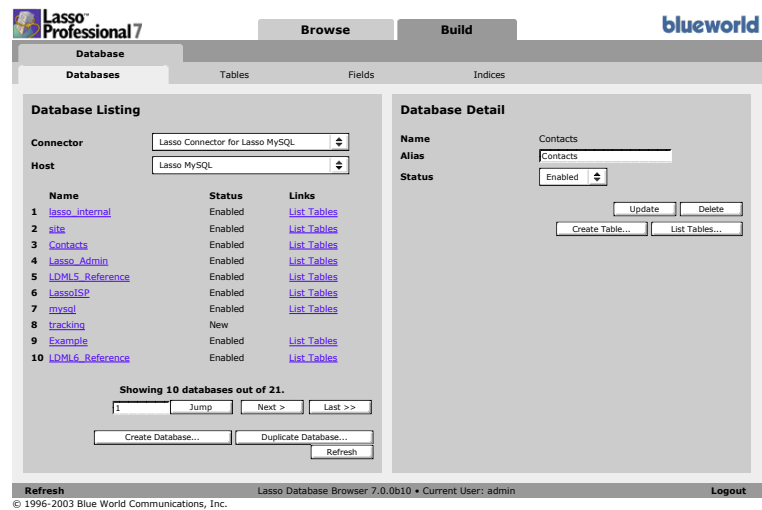 Lasso™
Professional 7
Browse
Build
blueworld
Database
Databases
Tables
Fields
Indices
Database Listing
Connector
Lasso Connector for Lasso MySQL
Host
Lasso MySQL
Name Status Links
1 lasso_internal Enabled List Tables
2 site Enabled List Tables
3 Contacts Enabled List Tables
4 Lasso_Admin Enabled List Tables
5 LDML5_Reference Enabled List Tables
6 LassoISP Enabled List Tables
7 mysql Enabled List Tables
8 tracking New
9 Example Enabled List Tables
10 LDML6_Reference Enabled List Tables
Showing 10 databases out of 21.
1 Jump Next > Last >>
Create Database... Duplicate Database...
Refresh
Database Detail
Name Contacts
Alias Contacts
Status Enabled
Update Delete
Create Table... List Tables...
Refresh Lasso Database Browser 7.0.0b10 • Current User: admin Logout
© 1996-2003 Blue World Communications, Inc.